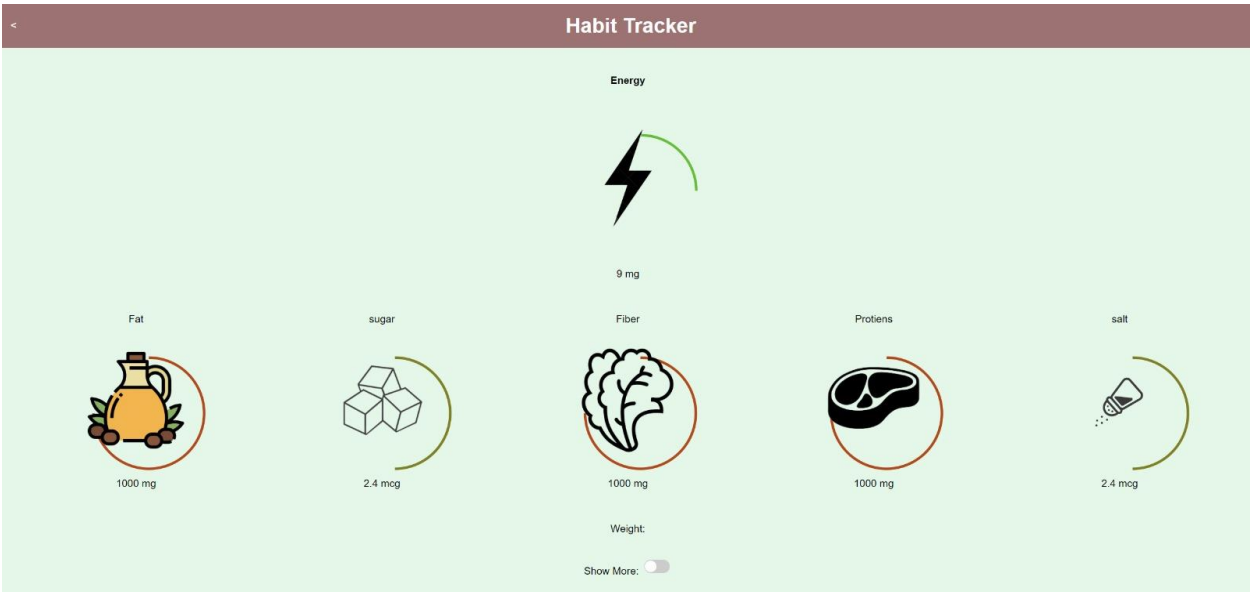 <
Habit Tracker
Energy
9 mg
Fat
sugar
Fiber
Protiens
salt
1000 mg
2.4 mcg
1000 mg
1000 mg
2.4 mcg
Weight:
Show More: